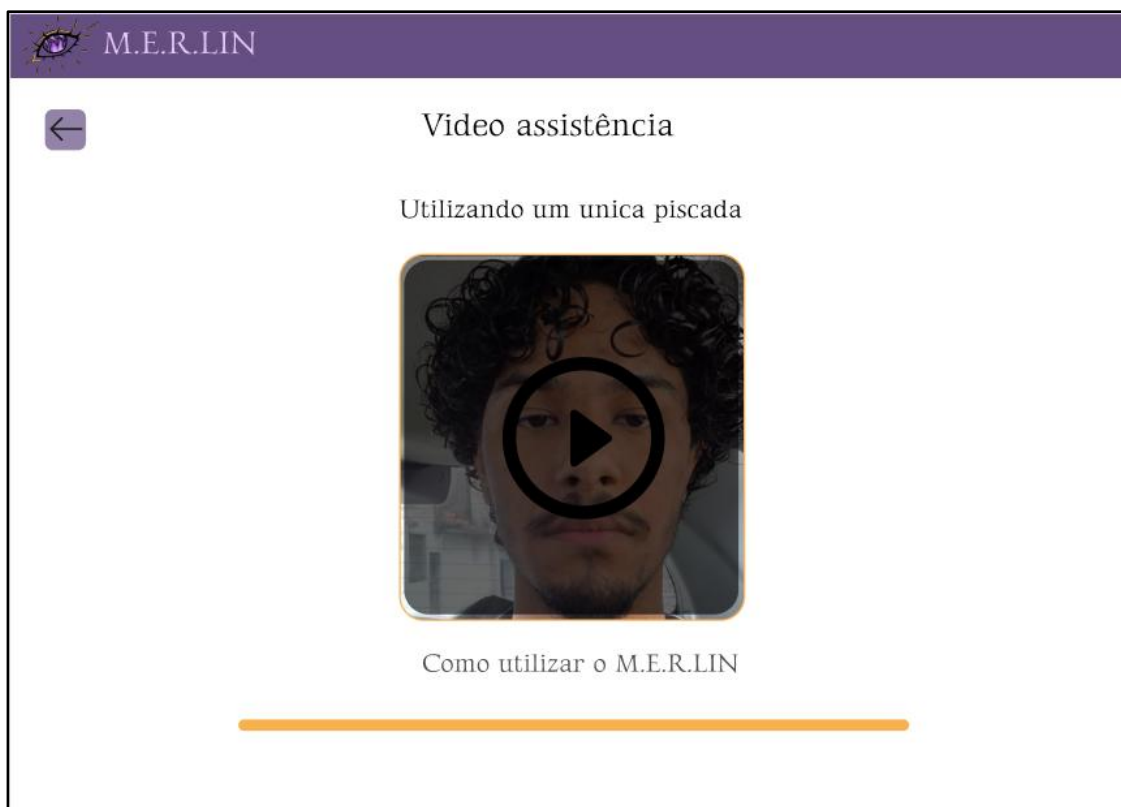 M.E.R.LIN
Video assistência
Utilizando um unica piscada
Como utilizar o M.E.R.LIN